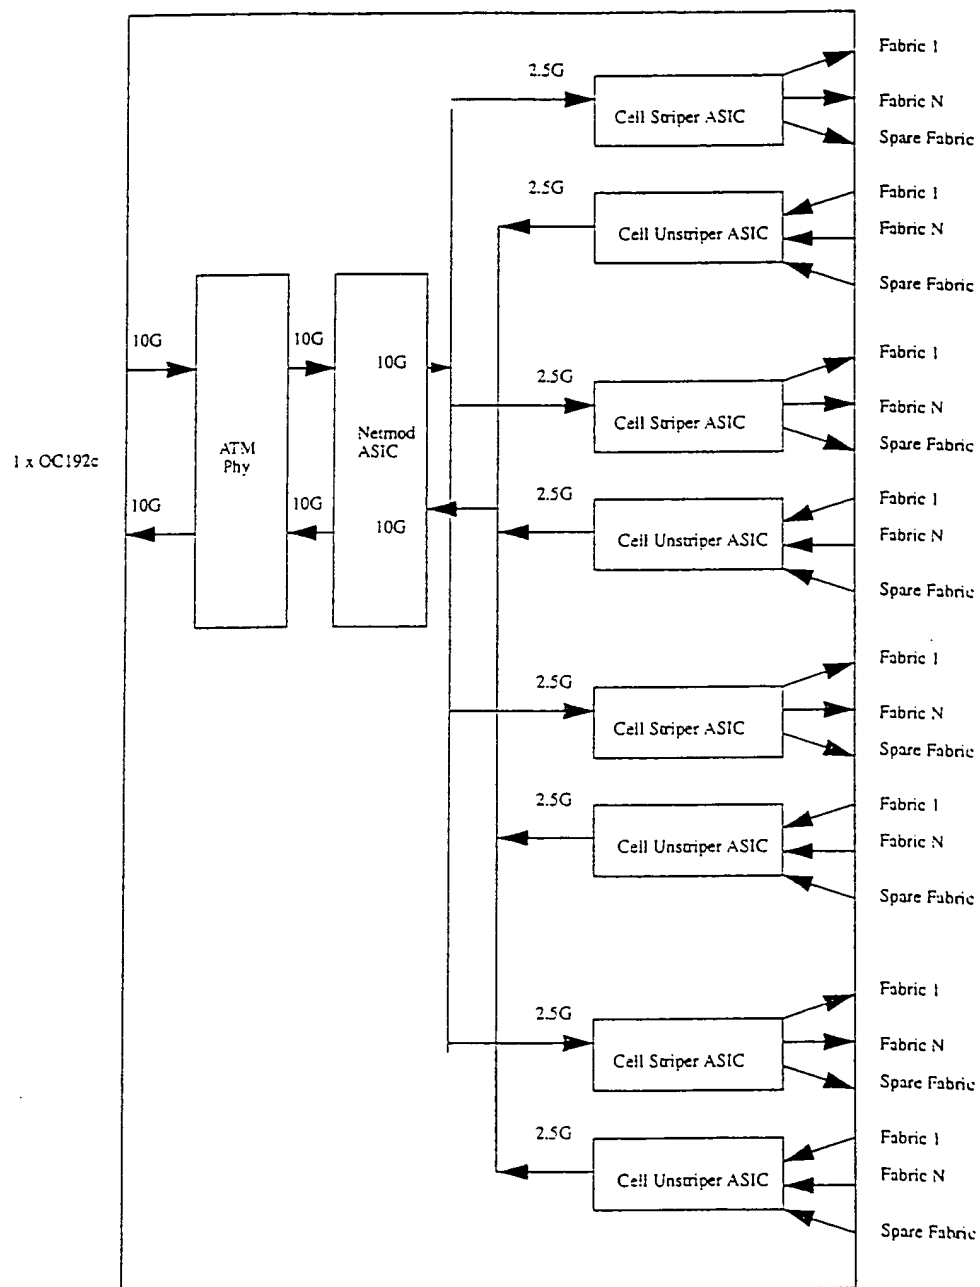 Fabric 1
2.5G
Fabric N
Cell Striper ASIC
Spare Fabric
2.5G
Fabric 1
Cell Unstriper ASIC
Fabric N
Spare Fabric
10G
10G
10G
2.5G
Fabric 1
Fabric N
Cell Striper ASIC
Spare Fabric
1 x OC192c
ATM
Phy
Netmod
ASIC
10G
10G
10G
2.5G
Fabric 1
Fabric N
Cell Unstriper ASIC
Spare Fabric
2.5G
Fabric 1
Fabric N
Cell Striper ASIC
Spare Fabric
2.5G
Fabric 1
Fabric N
Cell Unstriper ASIC
Spare Fabric
2.5G
Fabric 1
Fabric N
Cell Striper ASIC
Spare Fabric
2.5G
Fabric 1
Fabric N
Cell Unstriper ASIC
Spare Fabric